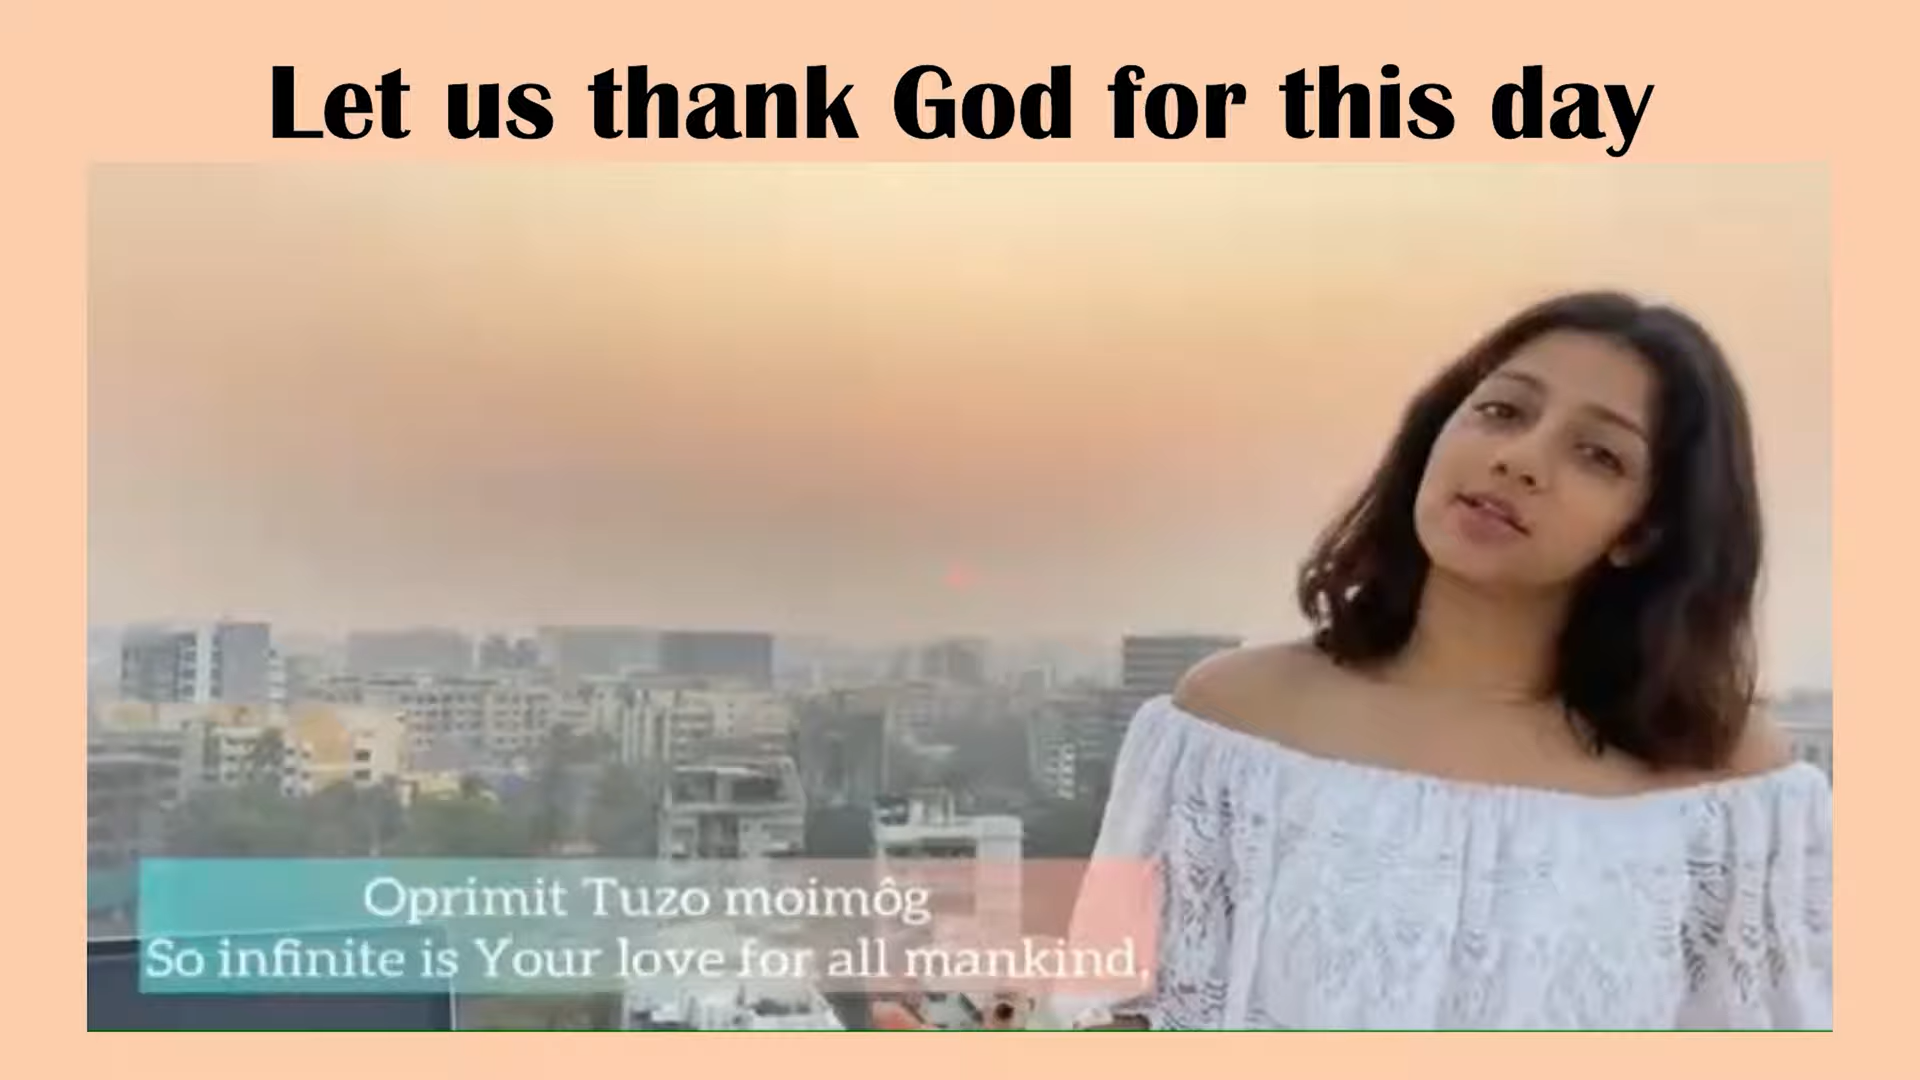 Let us thank God for this day
Oprimit Tuzo moimôg
So infinite is Your love for all mankind,